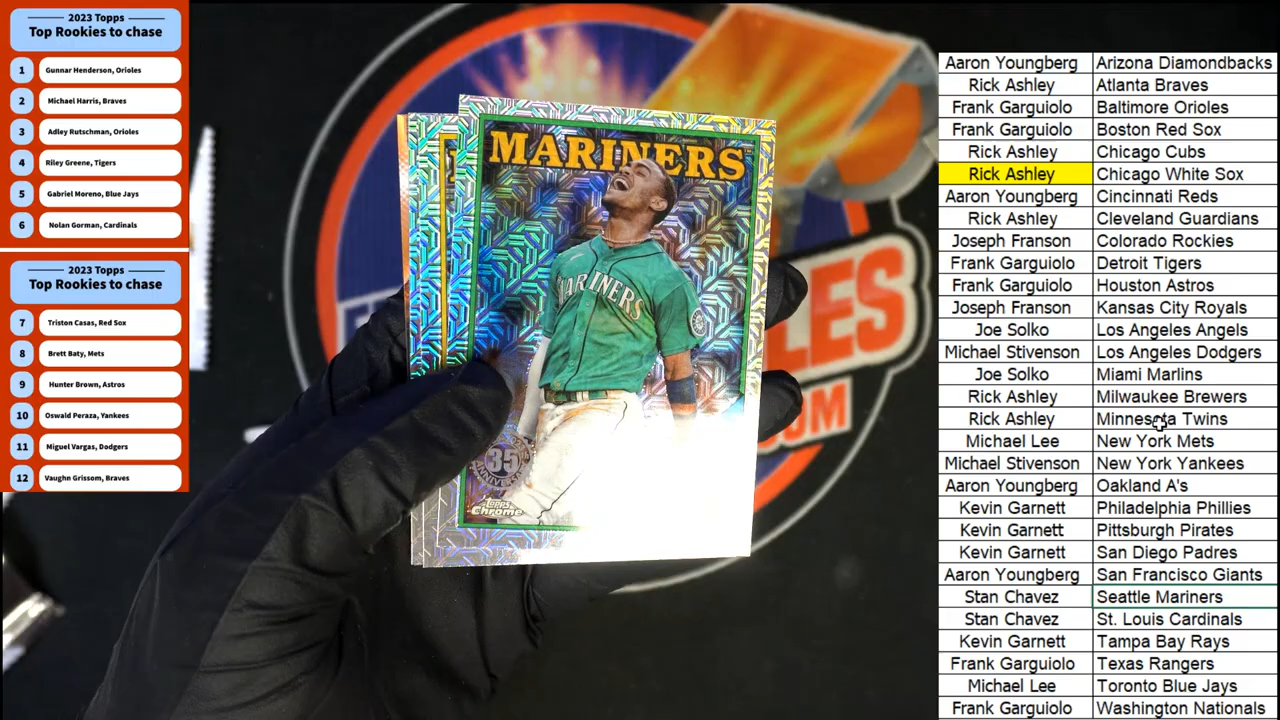 2023 Topps
Top Rookies to chase
1 Gunnar Henderson, Orioles
2 Michael Harris, Braves
3 Adley Rutschman, Orioles
4 Riley Greene, Tigers
5 Gabriel Moreno, Blue Jays
6 Nolan Gorman, Cardinals
2023 Topps
Top Rookies to chase
7 Triston Casas, Red Sox
8 Brett Baty, Mets
9 Hunter Brown, Astros
10 Oswald Peraza, Yankees
11 Miguel Vargas, Dodgers
12 Vaughn Grissom, Braves
MARINERS
MARINERS
35th
ANNIVERSARY
Topps
Chrome
Aaron Youngberg Arizona Diamondbacks
Rick Ashley Atlanta Braves
Frank Garguiolo Baltimore Orioles
Frank Garguiolo Boston Red Sox
Rick Ashley Chicago Cubs
Rick Ashley Chicago White Sox
Aaron Youngberg Cincinnati Reds
Rick Ashley Cleveland Guardians
Joseph Franson Colorado Rockies
Frank Garguiolo Detroit Tigers
Frank Garguiolo Houston Astros
Joseph Franson Kansas City Royals
Joe Solko Los Angeles Angels
Michael Stivenson Los Angeles Dodgers
Joe Solko Miami Marlins
Rick Ashley Milwaukee Brewers
Rick Ashley Minnesota Twins
Michael Lee New York Mets
Michael Stivenson New York Yankees
Aaron Youngberg Oakland A's
Kevin Garnett Philadelphia Phillies
Kevin Garnett Pittsburgh Pirates
Kevin Garnett San Diego Padres
Aaron Youngberg San Francisco Giants
Stan Chavez Seattle Mariners
Stan Chavez St. Louis Cardinals
Kevin Garnett Tampa Bay Rays
Frank Garguiolo Texas Rangers
Michael Lee Toronto Blue Jays
Frank Garguiolo Washington Nationals